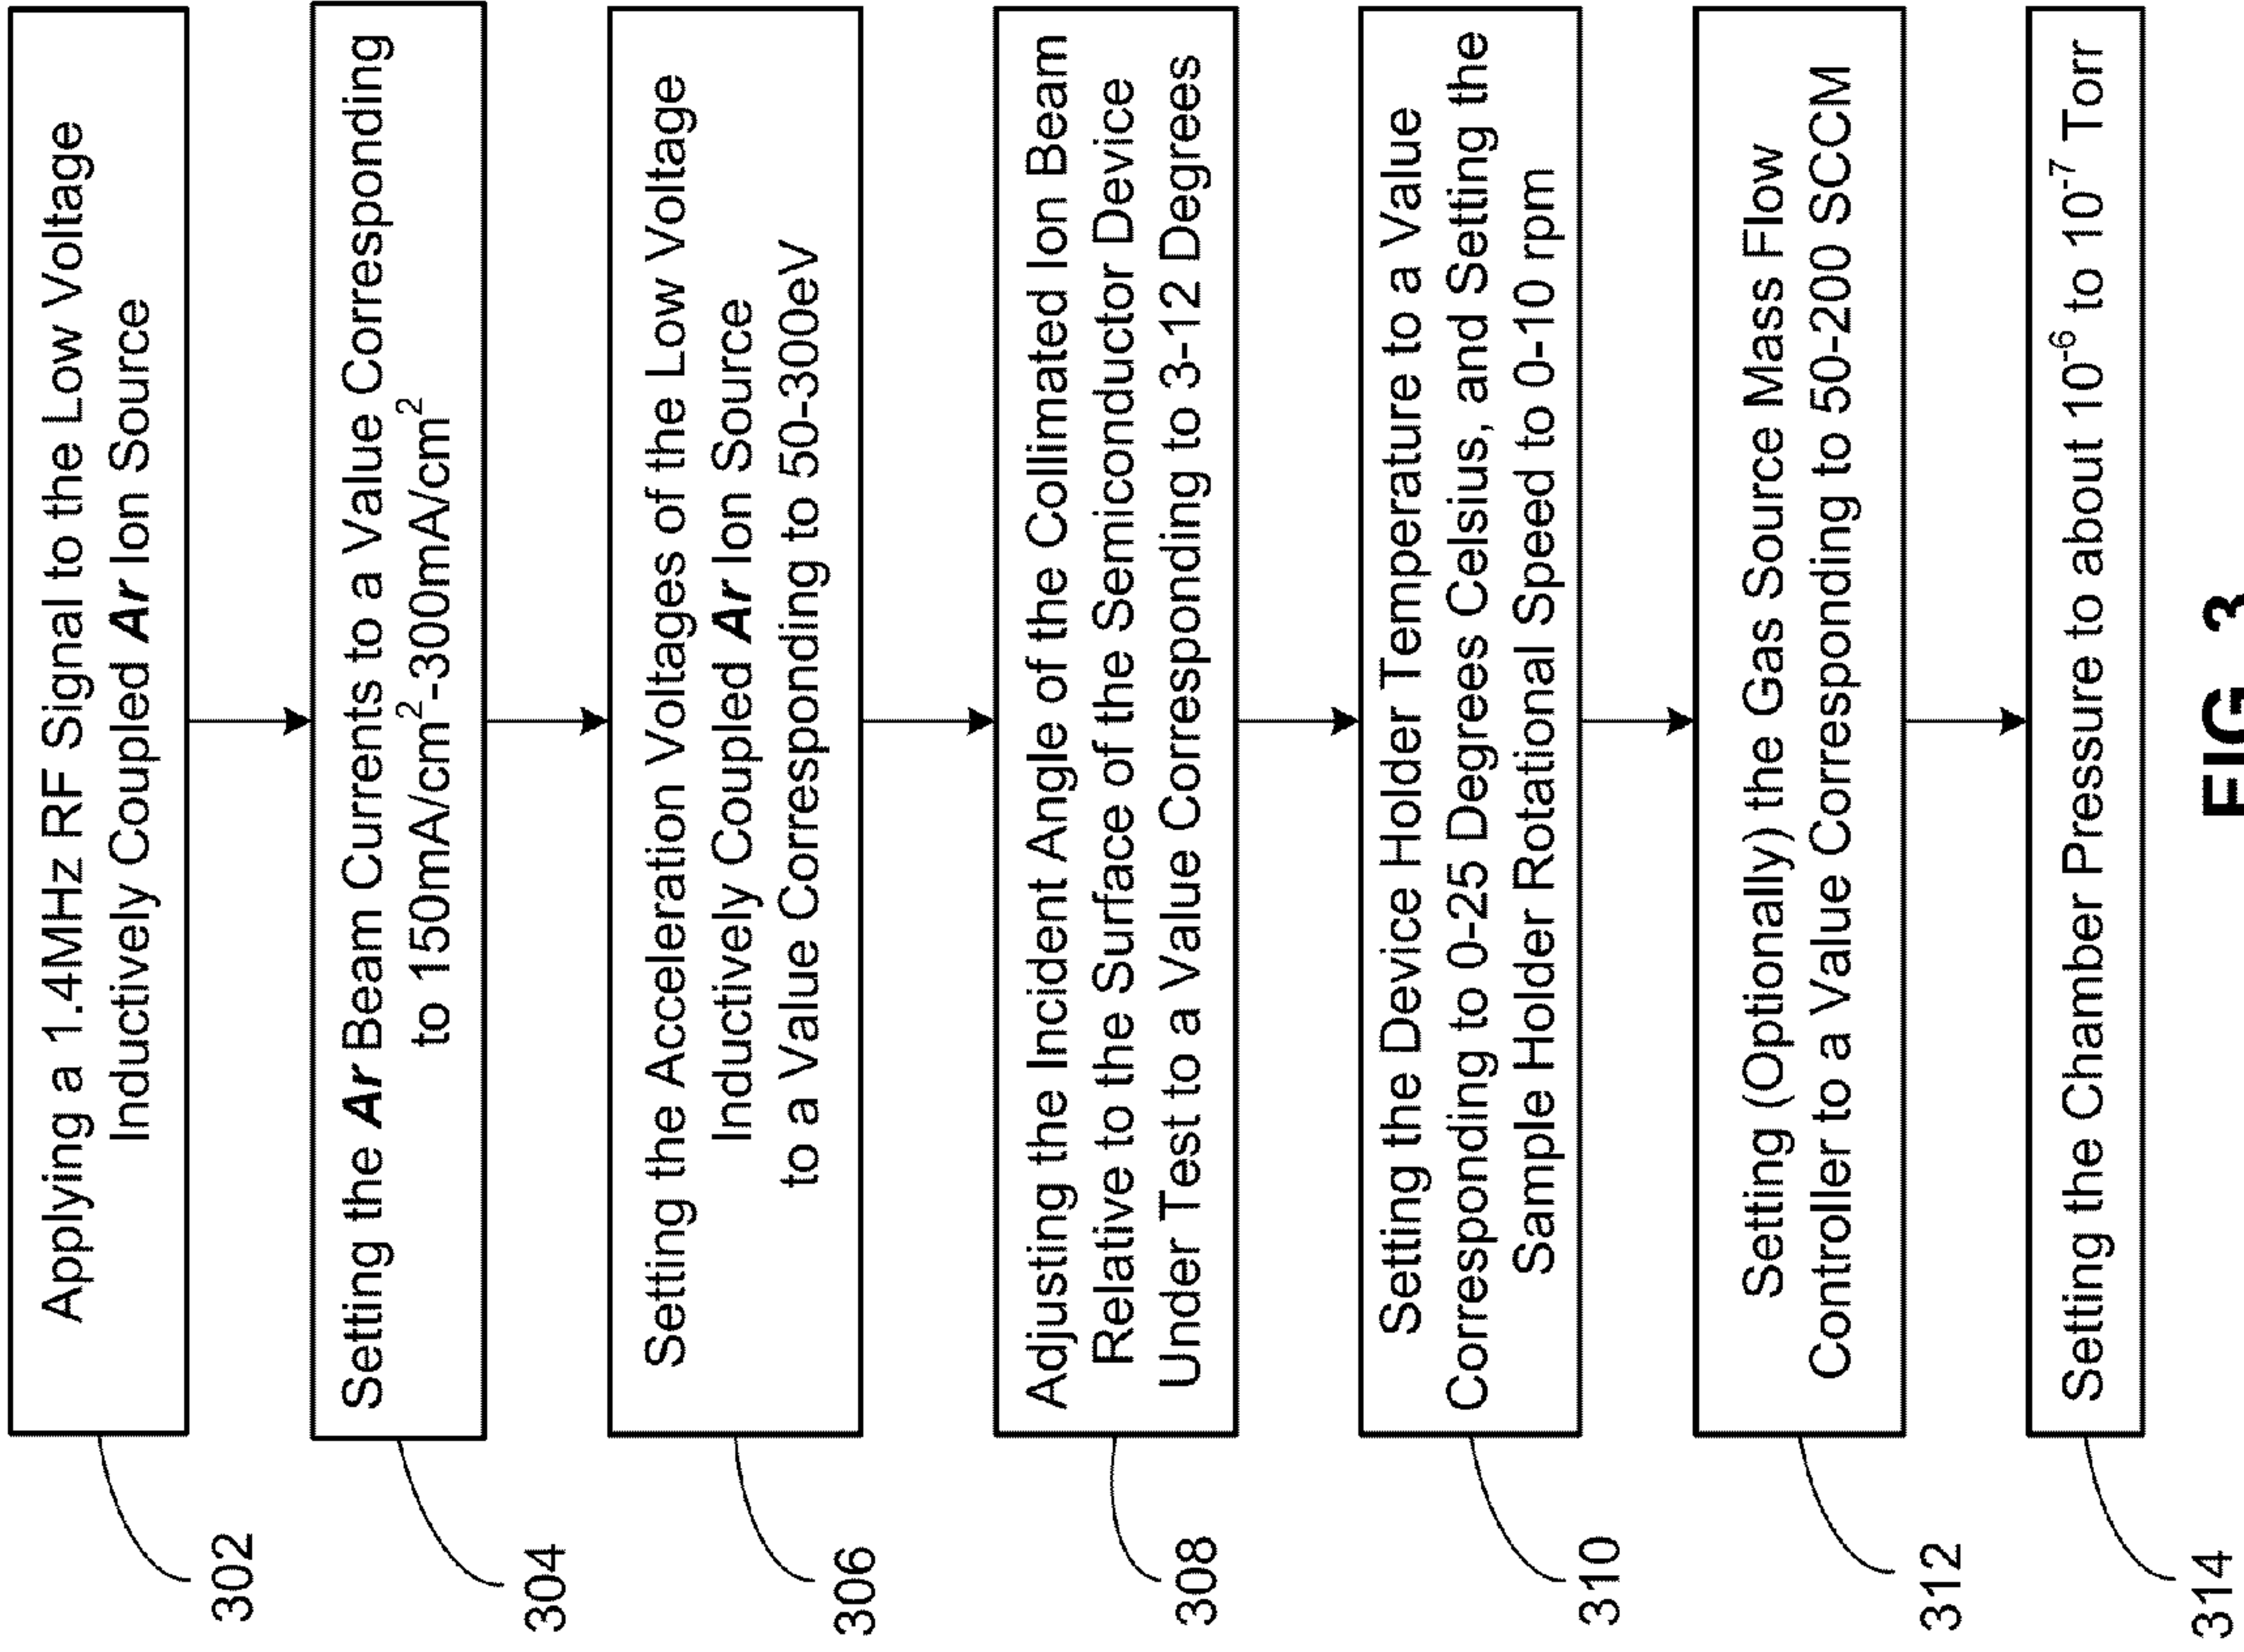 Applying a 1.4MHz RF Signal to the Low Voltage
Inductively Coupled Ar Ion Source
302
Setting the Ar Beam Currents to a Value Corresponding
to 150mA/cm²-300mA/cm²
304
Setting the Acceleration Voltages of the Low Voltage
Inductively Coupled Ar Ion Source
to a Value Corresponding to 50-300eV
306
Adjusting the Incident Angle of the Collimated Ion Beam
Relative to the Surface of the Semiconductor Device
Under Test to a Value Corresponding to 3-12 Degrees
308
Setting the Device Holder Temperature to a Value
Corresponding to 0-25 Degrees Celsius, and Setting the
Sample Holder Rotational Speed to 0-10 rpm
310
Setting (Optionally) the Gas Source Mass Flow
Controller to a Value Corresponding to 50-200 SCCM
312
Setting the Chamber Pressure to about 10⁻⁶ to 10⁻⁷ Torr
314
FIG. 3